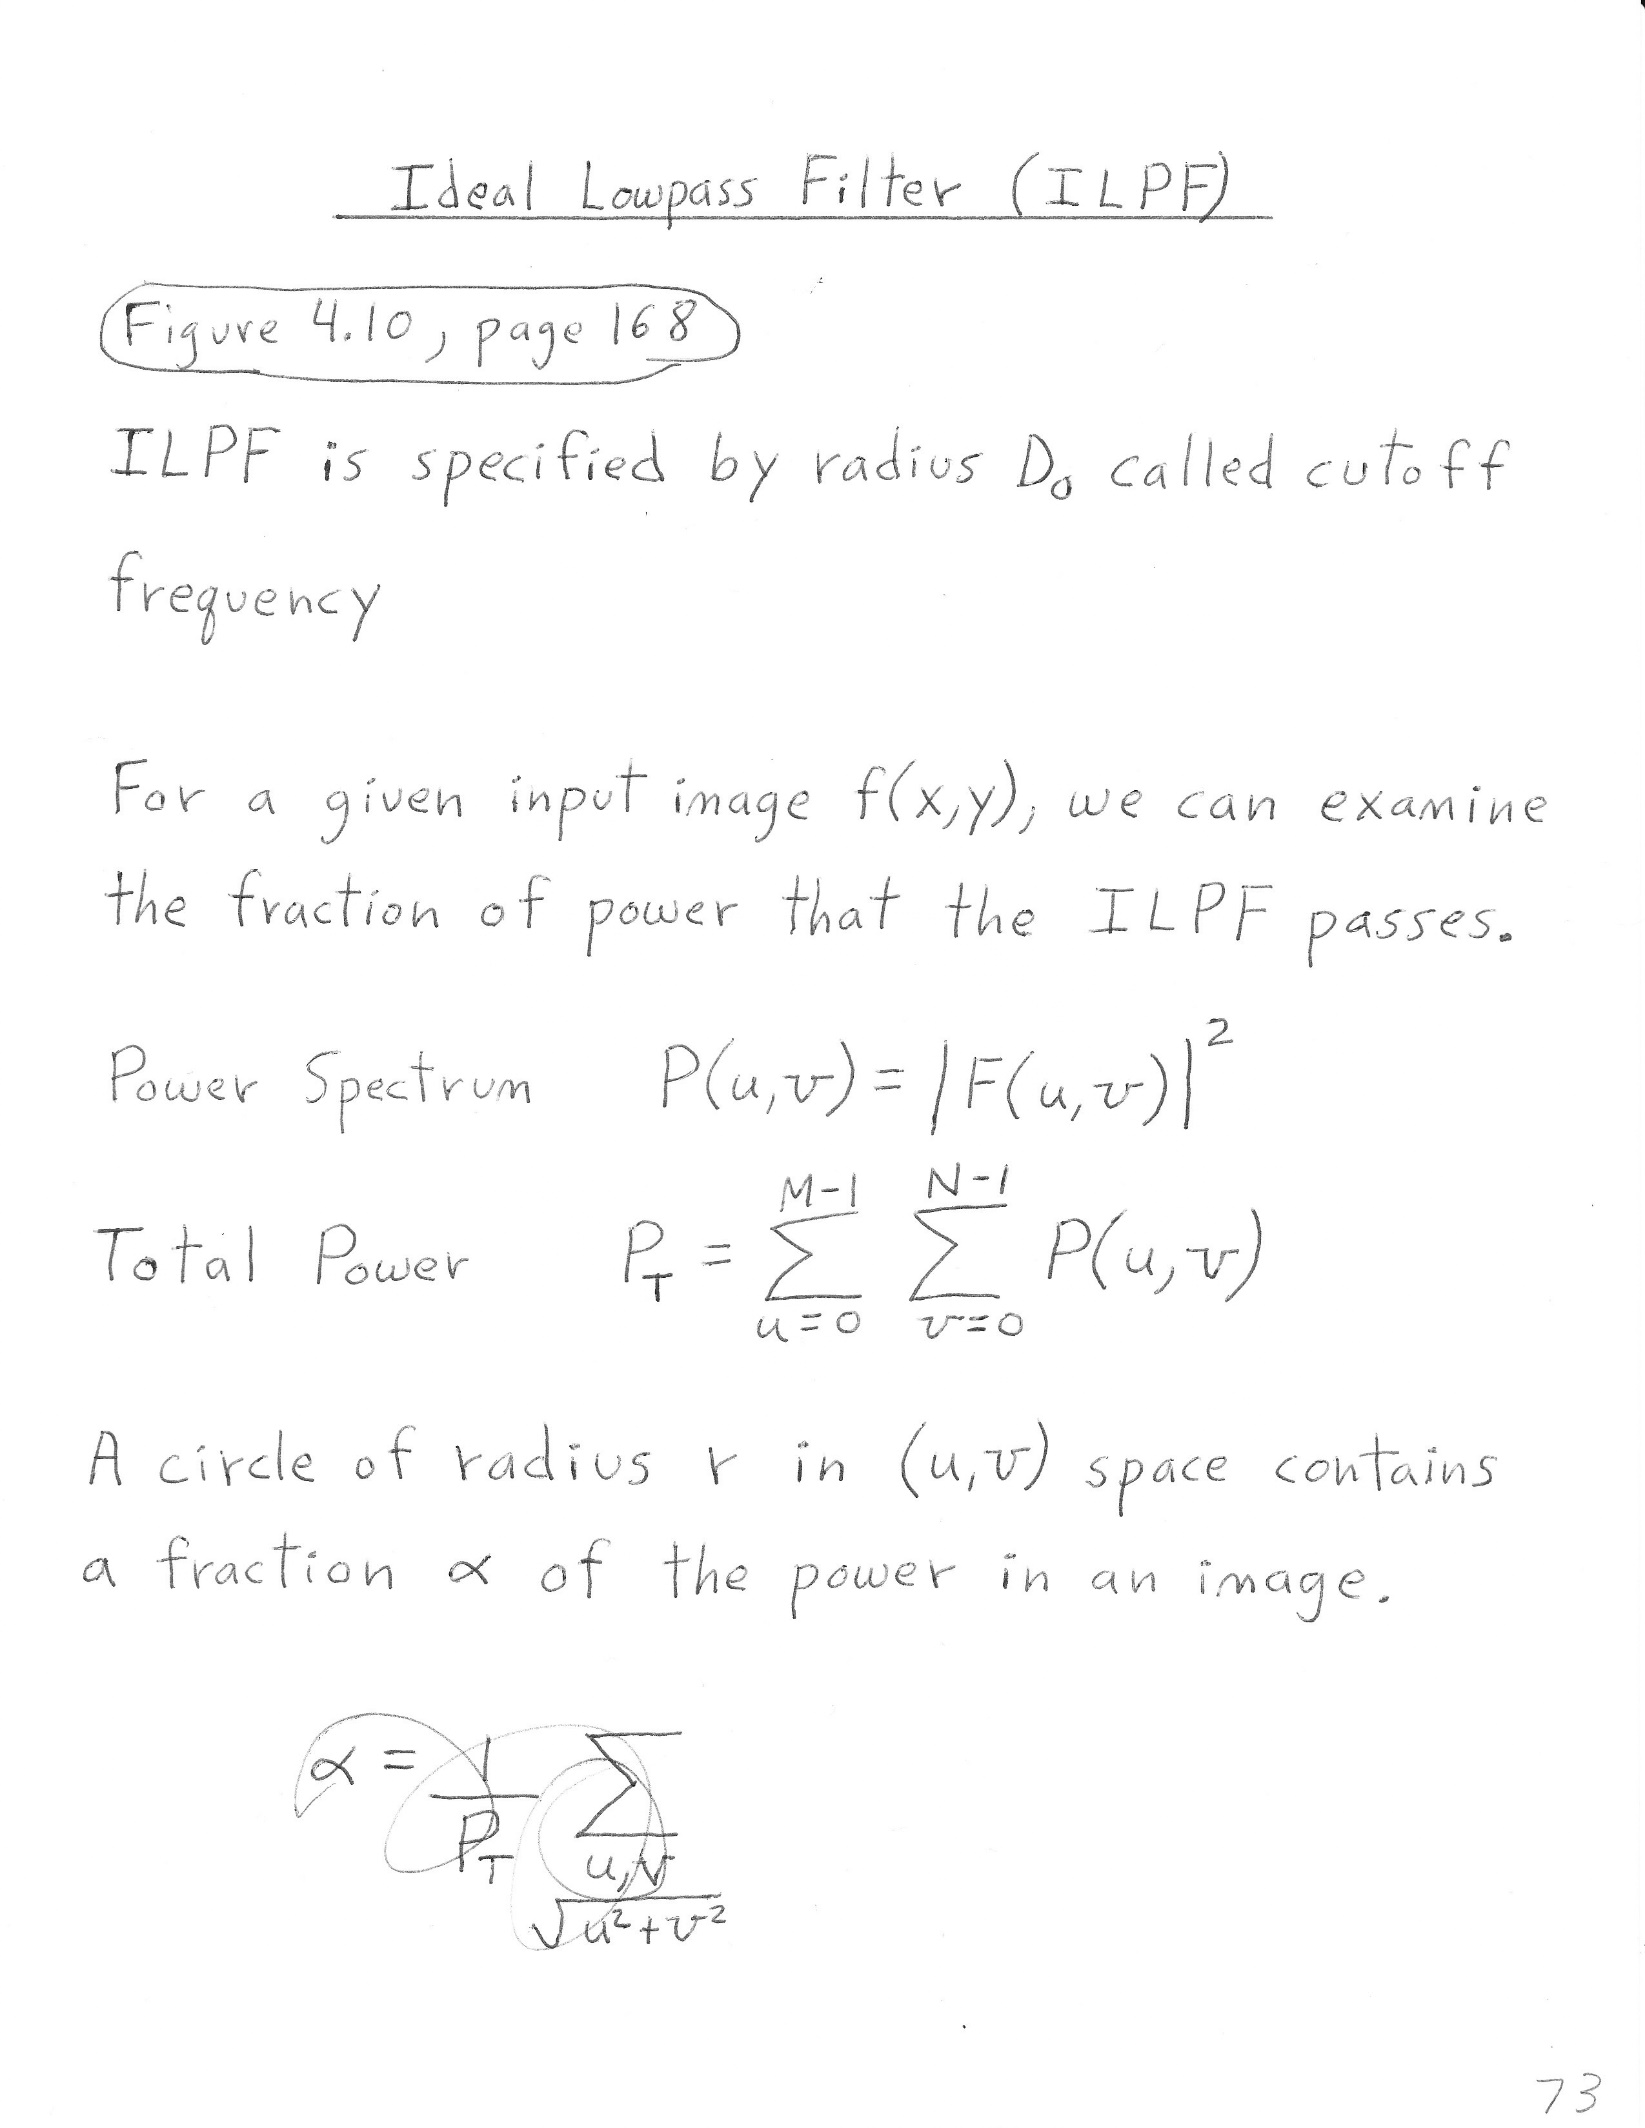 Ideal Lowpass Filter (ILPF)
Figure 4.10, page 168
ILPF is specified by radius D₀ called cutoff
frequency
For a given input image f(x,y), we can examine
the fraction of power that the ILPF passes.
Power Spectrum P(u,v) = |F(u,v)|²
Total Power P_T = ∑_{u=0}^{M-1} ∑_{v=0}^{N-1} P(u,v)
A circle of radius r in (u,v) space contains
a fraction α of the power in an image.
α = 1/P_T ∑_{u,v √(u²+v²)}
73